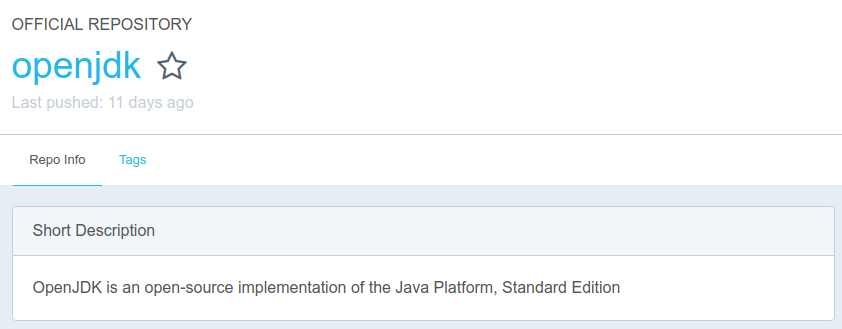 OFFICIAL REPOSITORY
openjdk
Last pushed: 11 days ago
Repo Info Tags
Short Description
OpenJDK is an open-source implementation of the Java Platform, Standard Edition